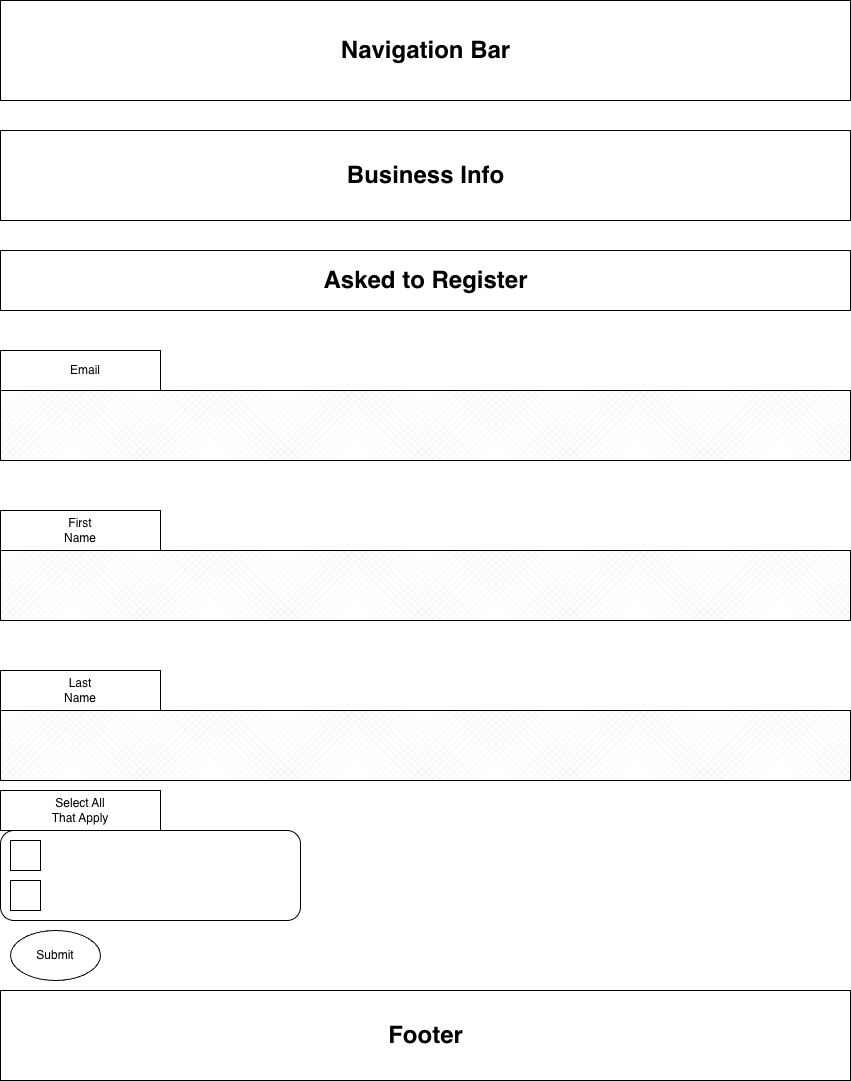 Navigation Bar
Business Info
Asked to Register
Email
First
Name
Last
Name
Select All
That Apply
Submit
Footer